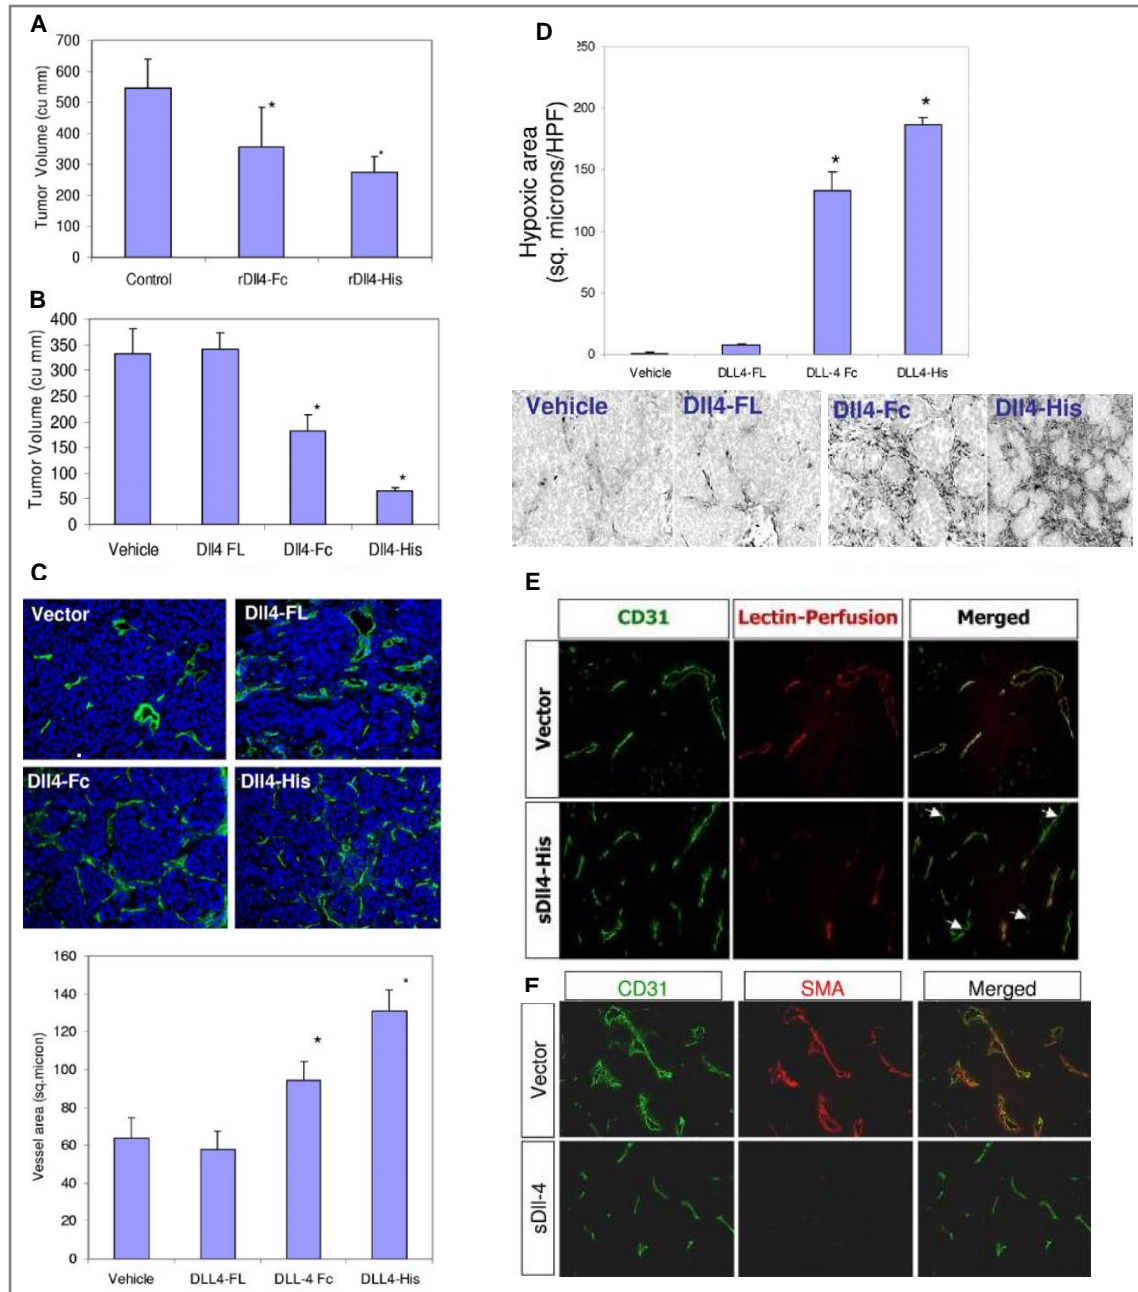 A
700
600
500
400
300
200
100
0
Tumor Volume (cu mm)
Control
rDll4-Fc
rDll4-His
*
*
B
400
350
300
250
200
150
100
50
0
Tumor Volume (cu mm)
Vehicle
Dll4 FL
Dll4-Fc
Dll4-His
*
*
C
Vector
Dll4-FL
Dll4-Fc
Dll4-His
160
140
120
100
80
60
40
20
0
Vessel area (sq.micron)
Vehicle
DLL4-FL
DLL-4 Fc
DLL4-His
*
*
D
250
200
150
100
50
0
Hypoxic area
(sq. microns/HPF)
Vehicle
DLL4-FL
DLL-4 Fc
DLL4-His
*
*
Vehicle
Dll4-FL
Dll4-Fc
Dll4-His
E
CD31
Lectin-Perfusion
Merged
Vector
sDll4-His
F
CD31
SMA
Merged
Vector
sDll-4